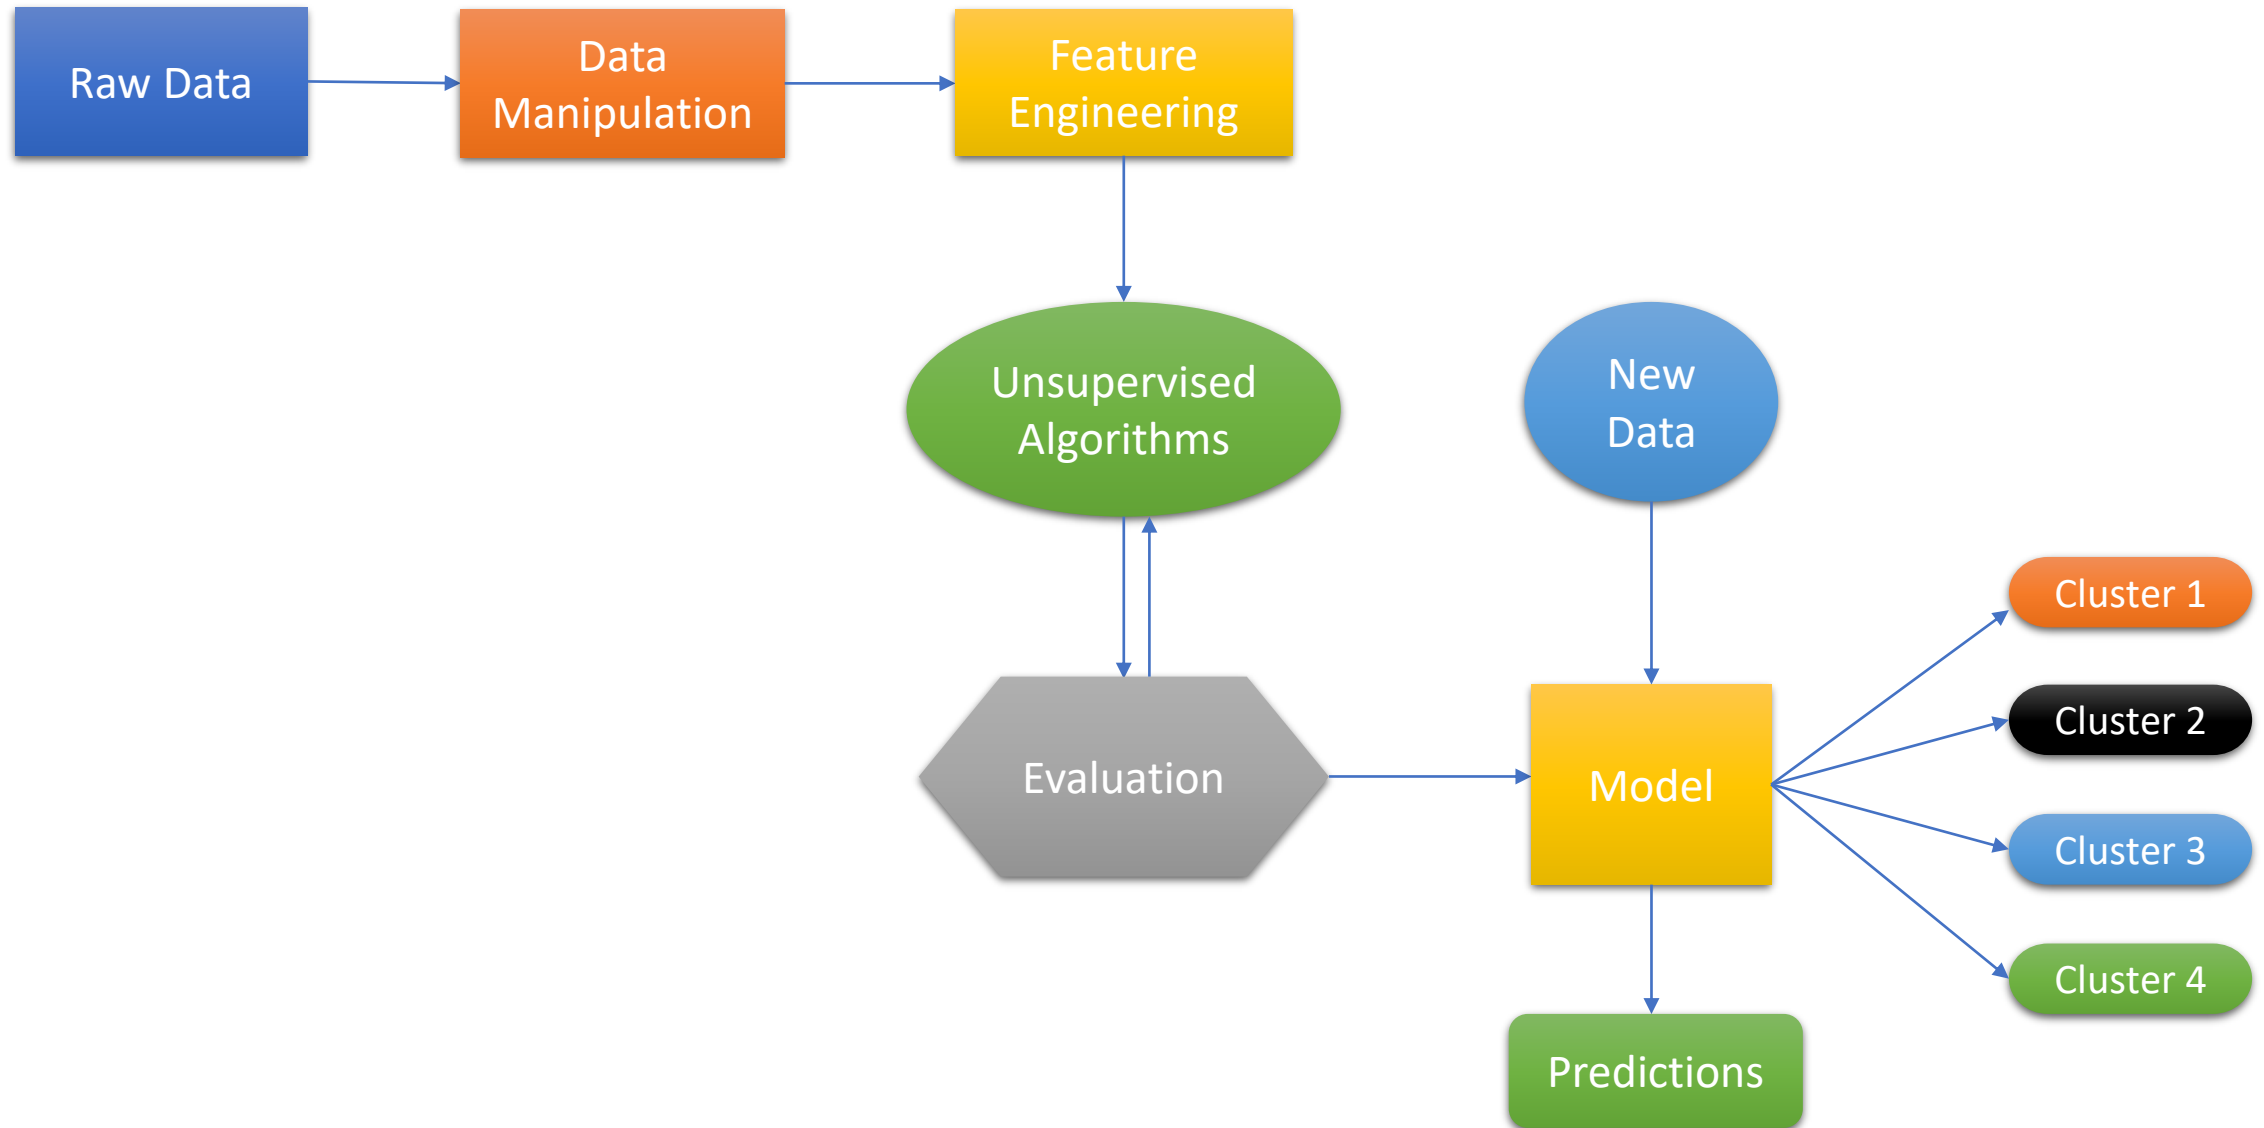 Raw Data
Data
Manipulation
Feature
Engineering
Unsupervised
Algorithms
New
Data
Evaluation
Model
Cluster 1
Cluster 2
Cluster 3
Cluster 4
Predictions